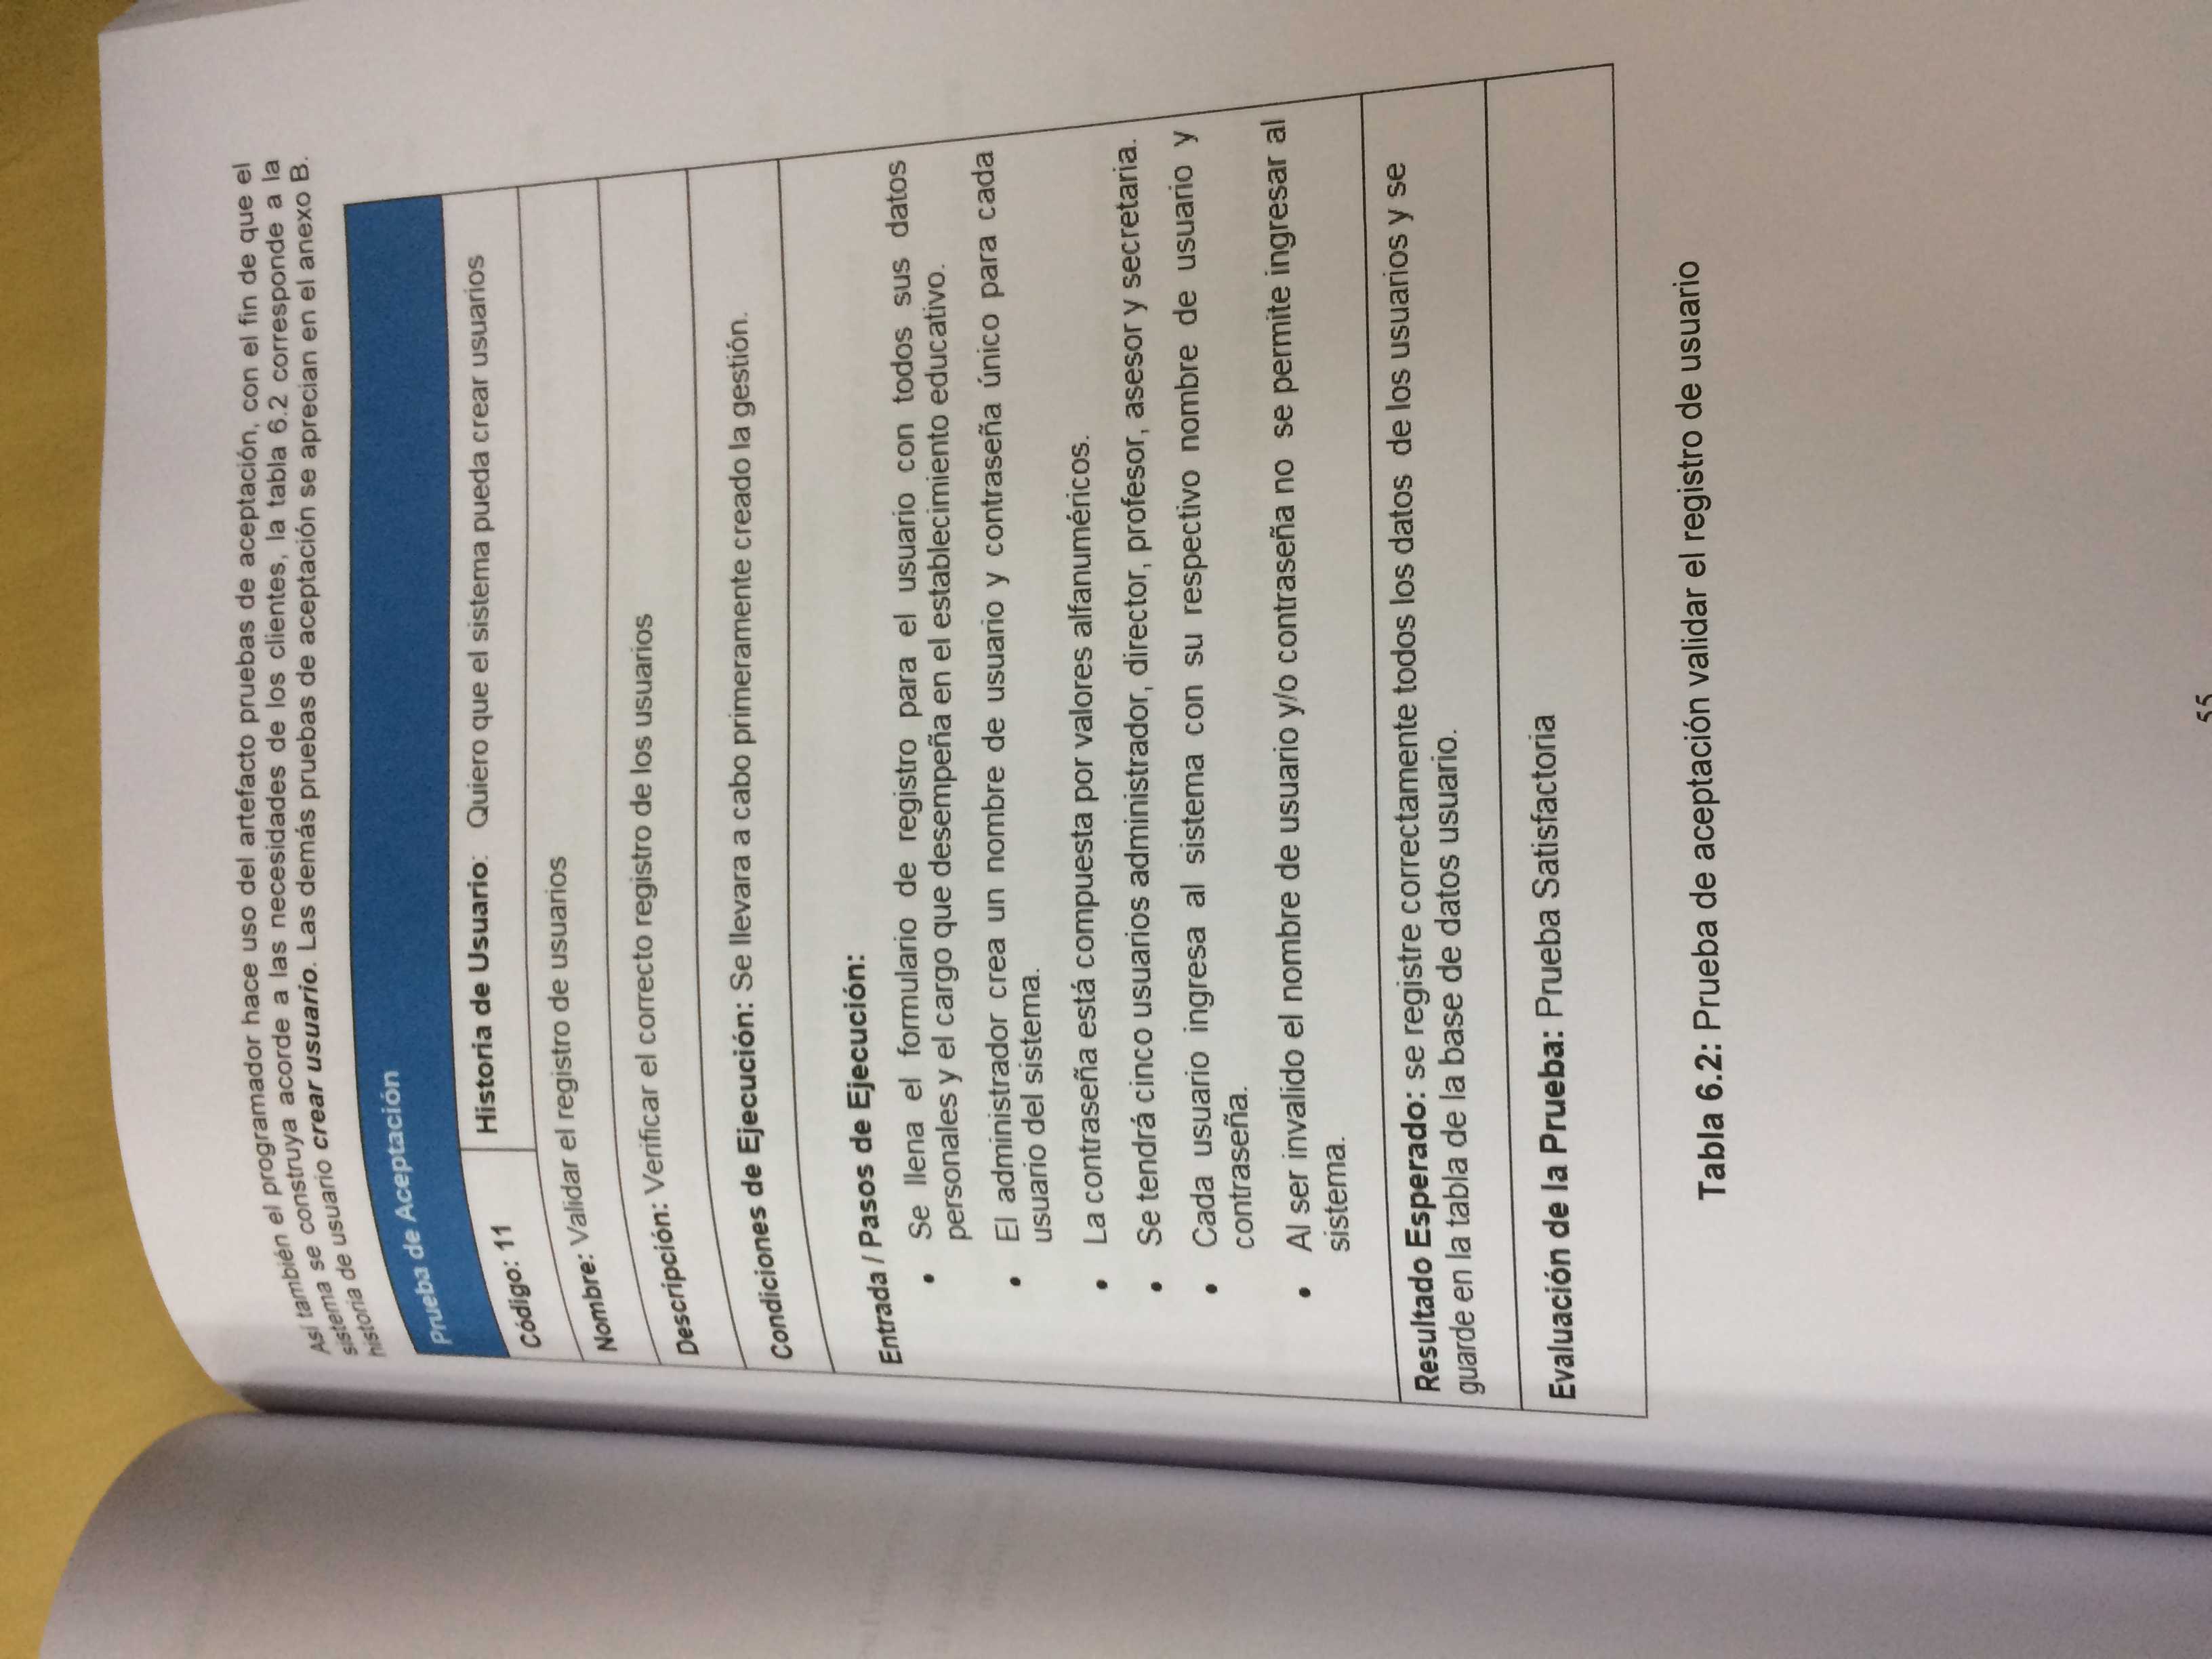 Así también el programador hace uso del artefacto pruebas de aceptación, con el fin de que el
sistema se construya acorde a las necesidades de los clientes, la tabla 6.2 corresponde a la
historia de usuario crear usuario. Las demás pruebas de aceptación se aprecian en el anexo B.
Prueba de Aceptación
Código: 11
Historia de Usuario: Quiero que el sistema pueda crear usuarios
Nombre: Validar el registro de usuarios
Descripción: Verificar el correcto registro de los usuarios
Condiciones de Ejecución: Se llevara a cabo primeramente creado la gestión.
Entrada / Pasos de Ejecución:
• Se llena el formulario de registro para el usuario con todos sus datos
personales y el cargo que desempeña en el establecimiento educativo.
• El administrador crea un nombre de usuario y contraseña único para cada
usuario del sistema.
• La contraseña está compuesta por valores alfanuméricos.
• Se tendrá cinco usuarios administrador, director, profesor, asesor y secretaria.
• Cada usuario ingresa al sistema con su respectivo nombre de usuario y
contraseña.
• Al ser invalido el nombre de usuario y/o contraseña no se permite ingresar al
sistema.
Resultado Esperado: se registre correctamente todos los datos de los usuarios y se
guarde en la tabla de la base de datos usuario.
Evaluación de la Prueba: Prueba Satisfactoria
Tabla 6.2: Prueba de aceptación validar el registro de usuario
55